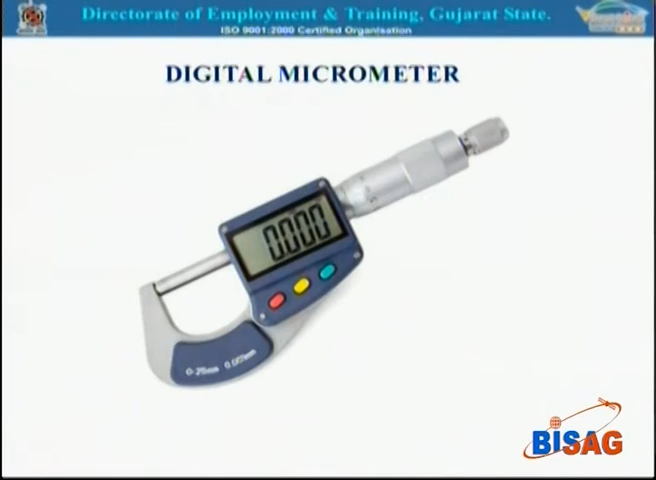 Directorate of Employment & Training, Gujarat State.
ISO 9001:2000 Certified Organisation
DIGITAL MICROMETER
0.000
0-25mm 0.001mm
BISAG